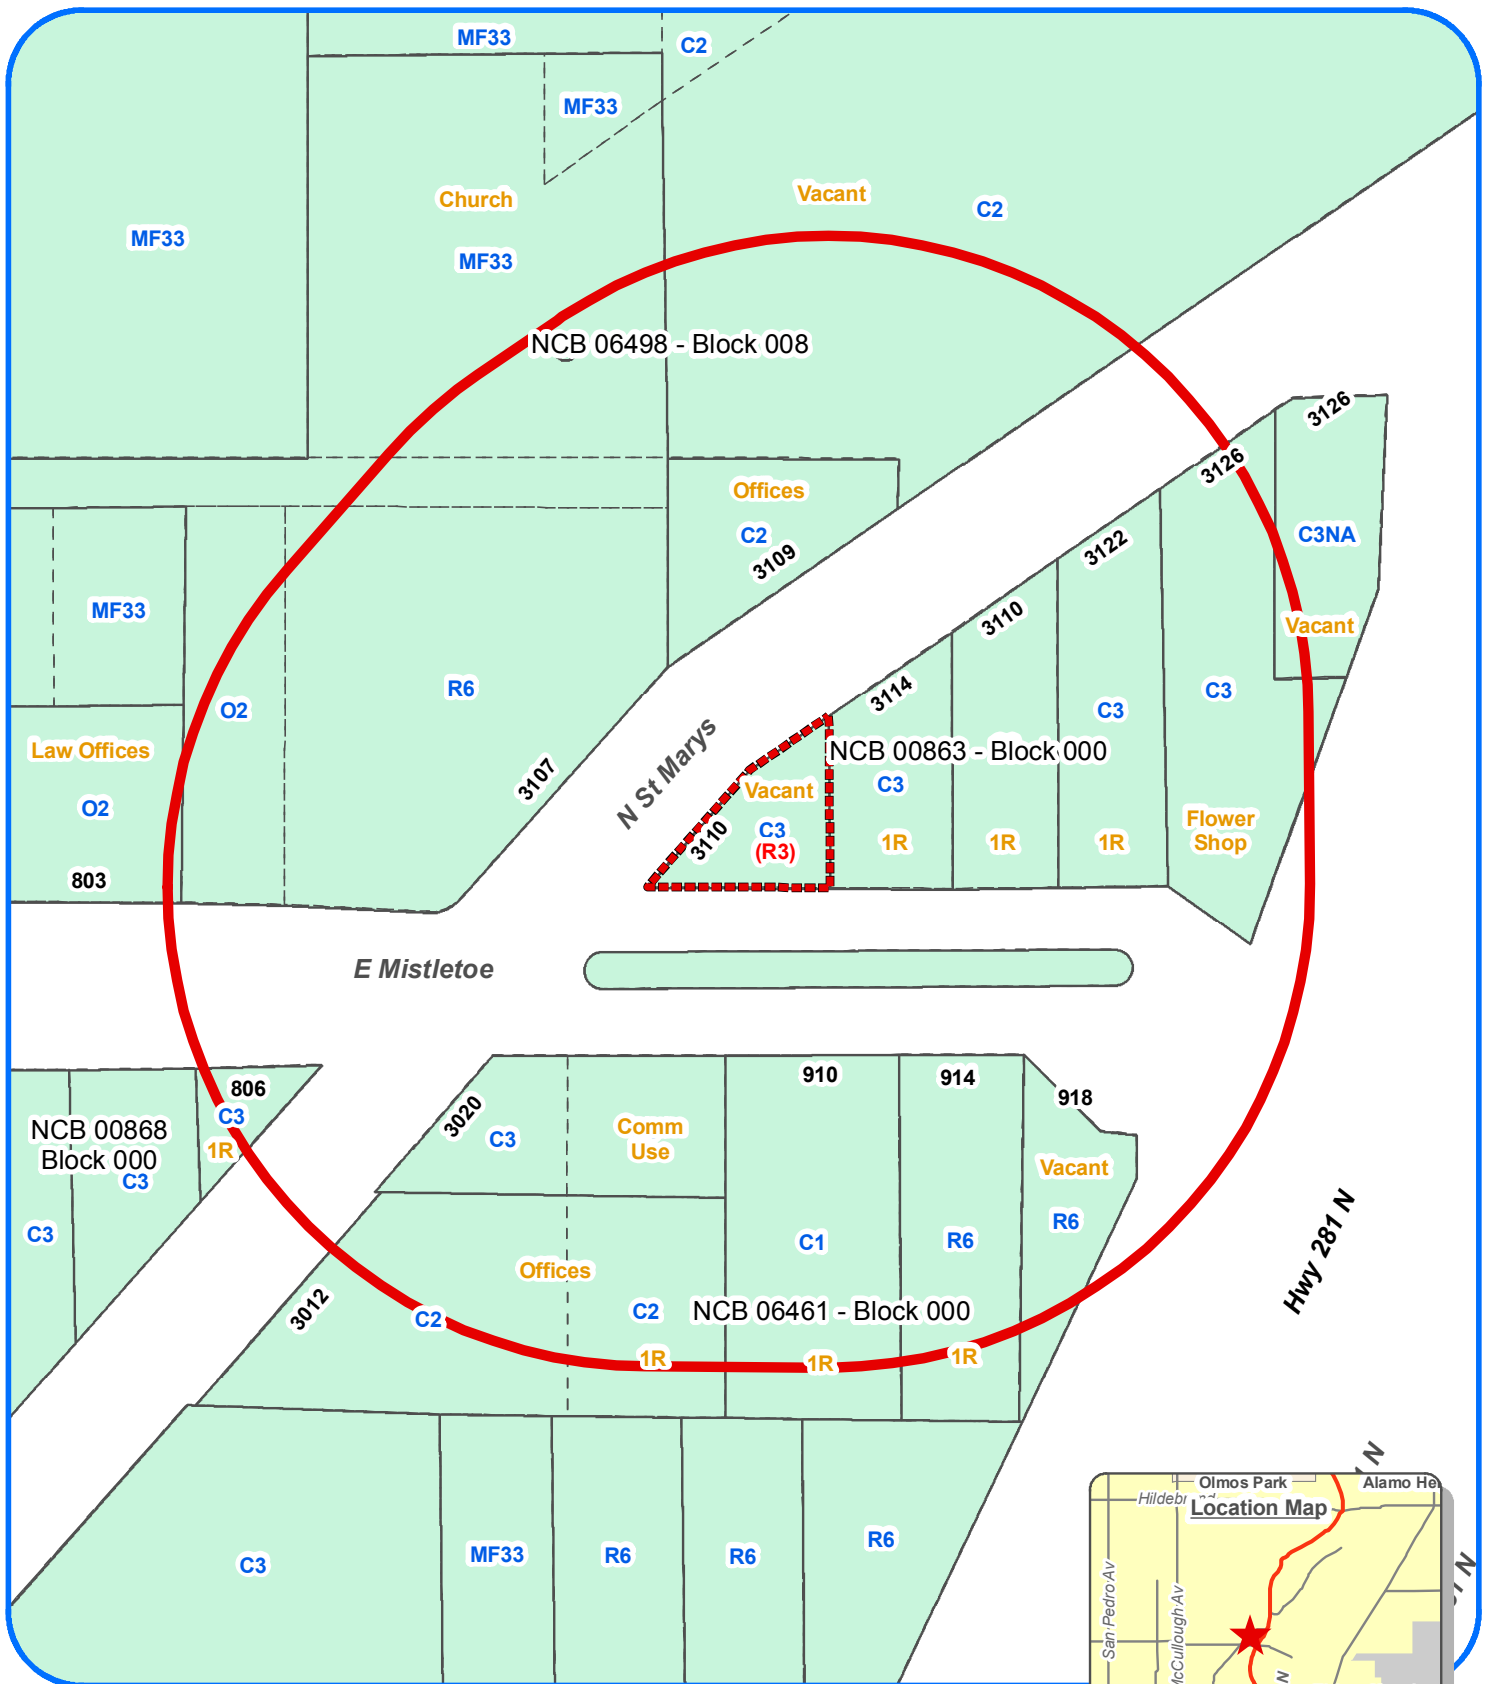 MF33
C2
MF33
Church
Vacant
C2
MF33
MF33
NCB 06498 - Block 008
3126
3126
Offices
C2
3109
C3NA
3122
MF33
3110
Vacant
R6
O2
3114
C3
C3
Law Offices
N St Marys
NCB 00863 - Block 000
3107
Vacant
C3
O2
3110
C3
(R3)
1R
1R
1R
Flower
Shop
803
E Mistletoe
806
910
914
918
C3
3020
C3
Comm
Use
NCB 00868
Block 000
1R
C3
Vacant
C3
R6
C1
R6
Offices
Hwy 281 N
3012
C2
C2
NCB 06461 - Block 000
1R
1R
1R
C3
MF33
R6
R6
R6
N
N
Olmos Park
Location Map
San Pedro Av
McCullough Av
N